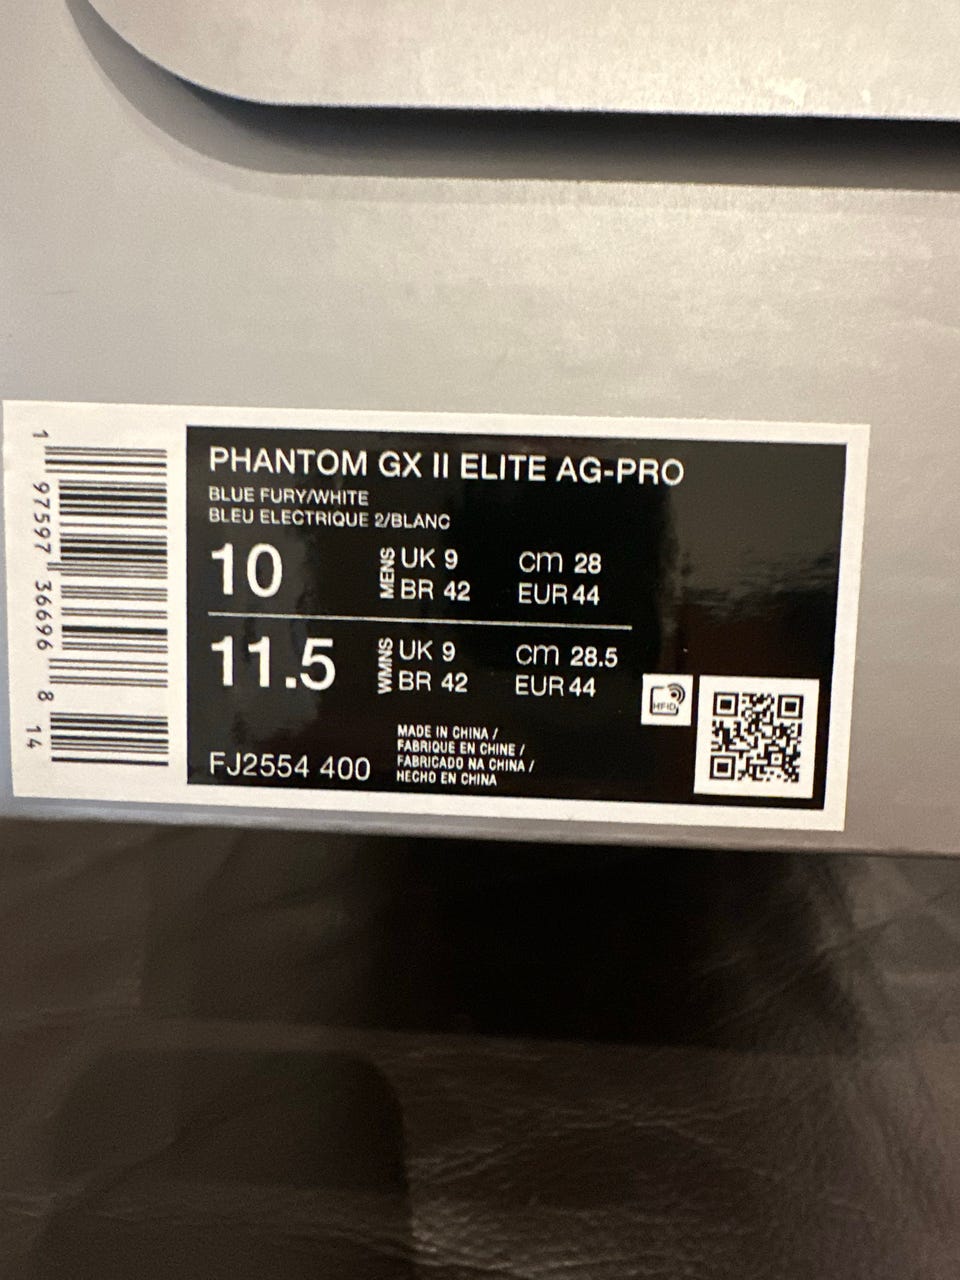 PHANTOM GX II ELITE AG-PRO
BLUE FURY/WHITE
BLEU ELECTRIQUE 2/BLANC
10 MENS UK 9 cm 28
BR 42 EUR 44
11.5 WMNS UK 9 cm 28.5
BR 42 EUR 44
FJ2554 400
MADE IN CHINA /
FABRIQUE EN CHINE /
FABRICADO NA CHINA /
HECHO EN CHINA
HFID
1 97597 36696 8 14